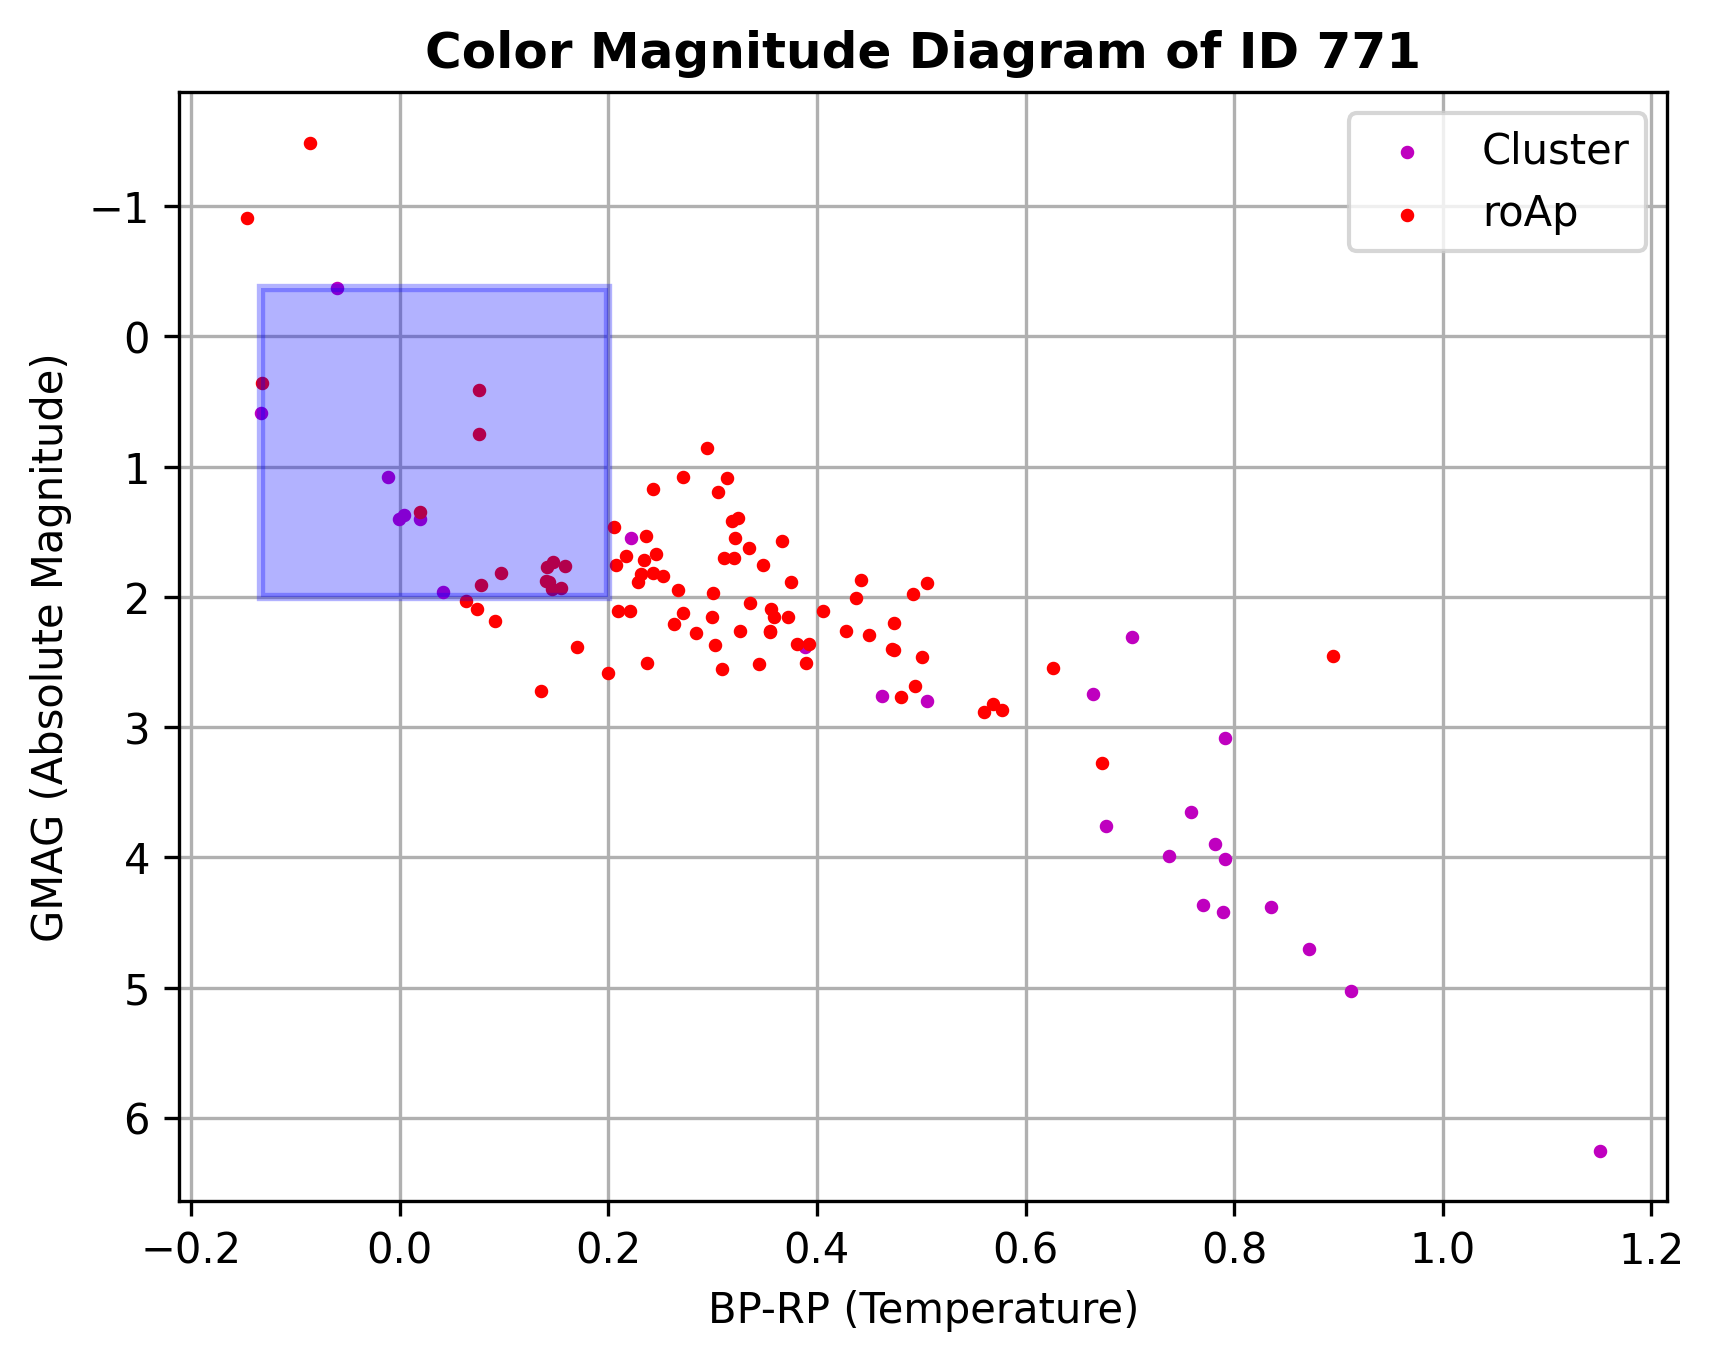 Color Magnitude Diagram of ID 771
Cluster
roAp
GMAG (Absolute Magnitude)
−1
0
1
2
3
4
5
6
−0.2 0.0 0.2 0.4 0.6 0.8 1.0 1.2
BP-RP (Temperature)